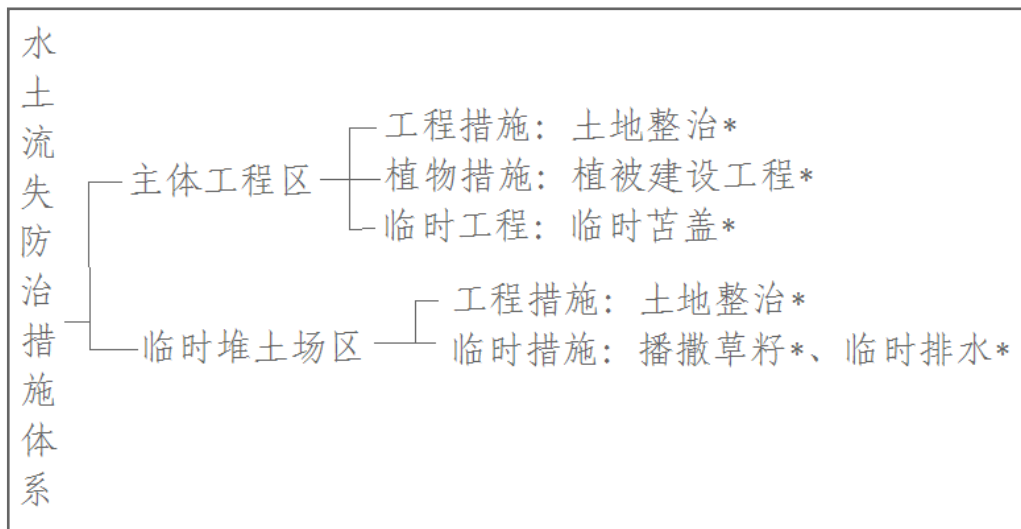 水土流失防治措施体系
主体工程区
工程措施：土地整治*
植物措施：植被建设工程*
临时工程：临时苫盖*
临时堆土场区
工程措施：土地整治*
临时措施：播撒草籽*、临时排水*